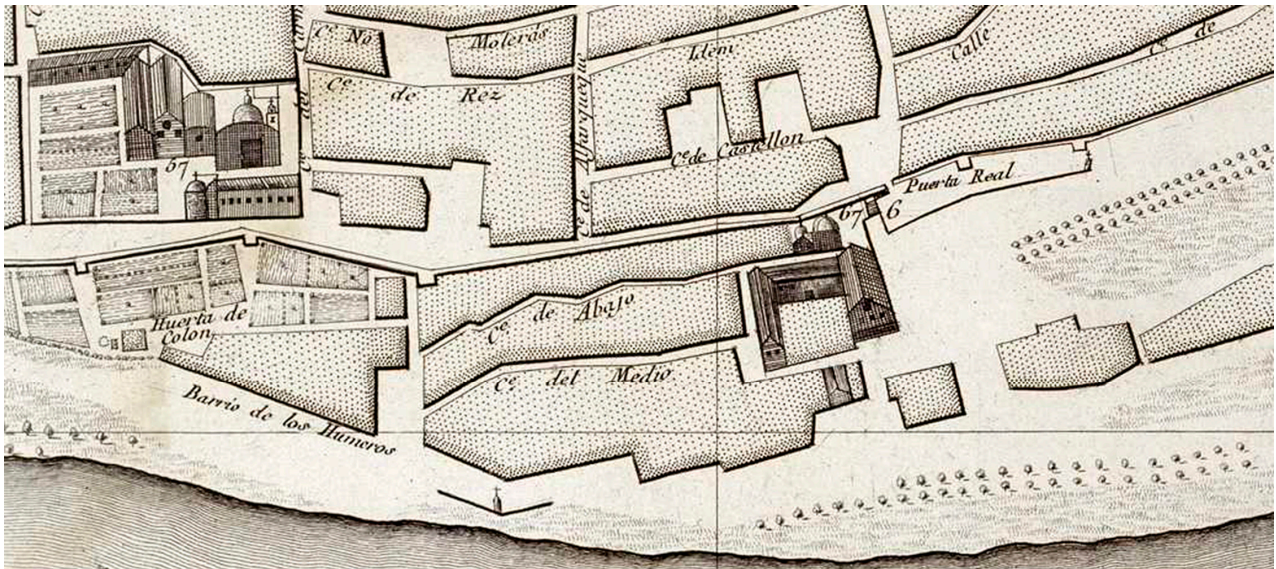 Cᵉ. No
Moleros
Idem
Calle
Cᵉ. de
Cᵉ. de Rez
Cᵉ. de Alfarqueque
Cᵉ. de Castellon
67
Puerta Real
67
6
Huerta de
Colon
Cᵉ. de Abajo
Cᵉ. del Medio
Barrio de los Humeros